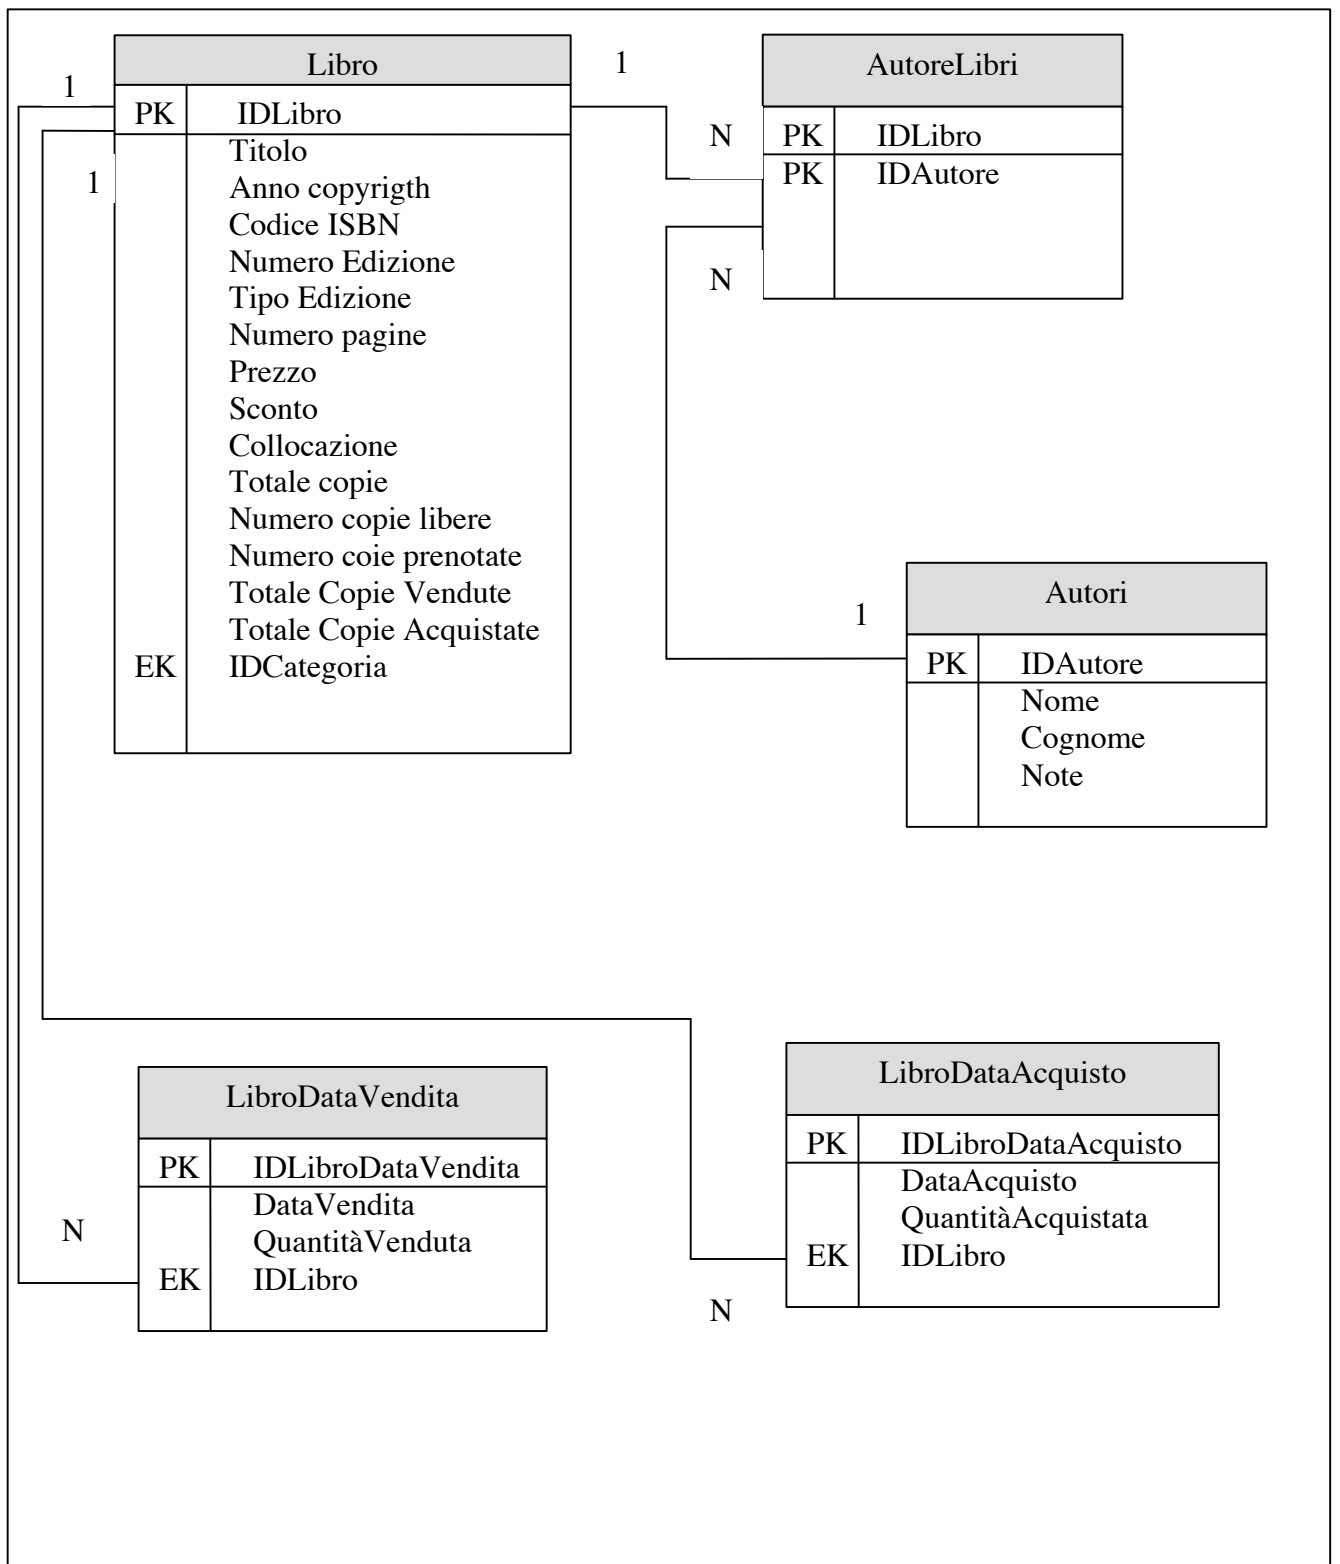 Libro
1
1
PK IDLibro
1
Titolo
Anno copyrigth
Codice ISBN
Numero Edizione
Tipo Edizione
Numero pagine
Prezzo
Sconto
Collocazione
Totale copie
Numero copie libere
Numero coie prenotate
Totale Copie Vendute
Totale Copie Acquistate
EK IDCategoria
AutoreLibri
N
PK IDLibro
PK IDAutore
N
Autori
1
PK IDAutore
Nome
Cognome
Note
LibroDataVendita
PK IDLibroDataVendita
DataVendita
QuantitàVenduta
N
EK IDLibro
LibroDataAcquisto
PK IDLibroDataAcquisto
DataAcquisto
QuantitàAcquistata
EK IDLibro
N